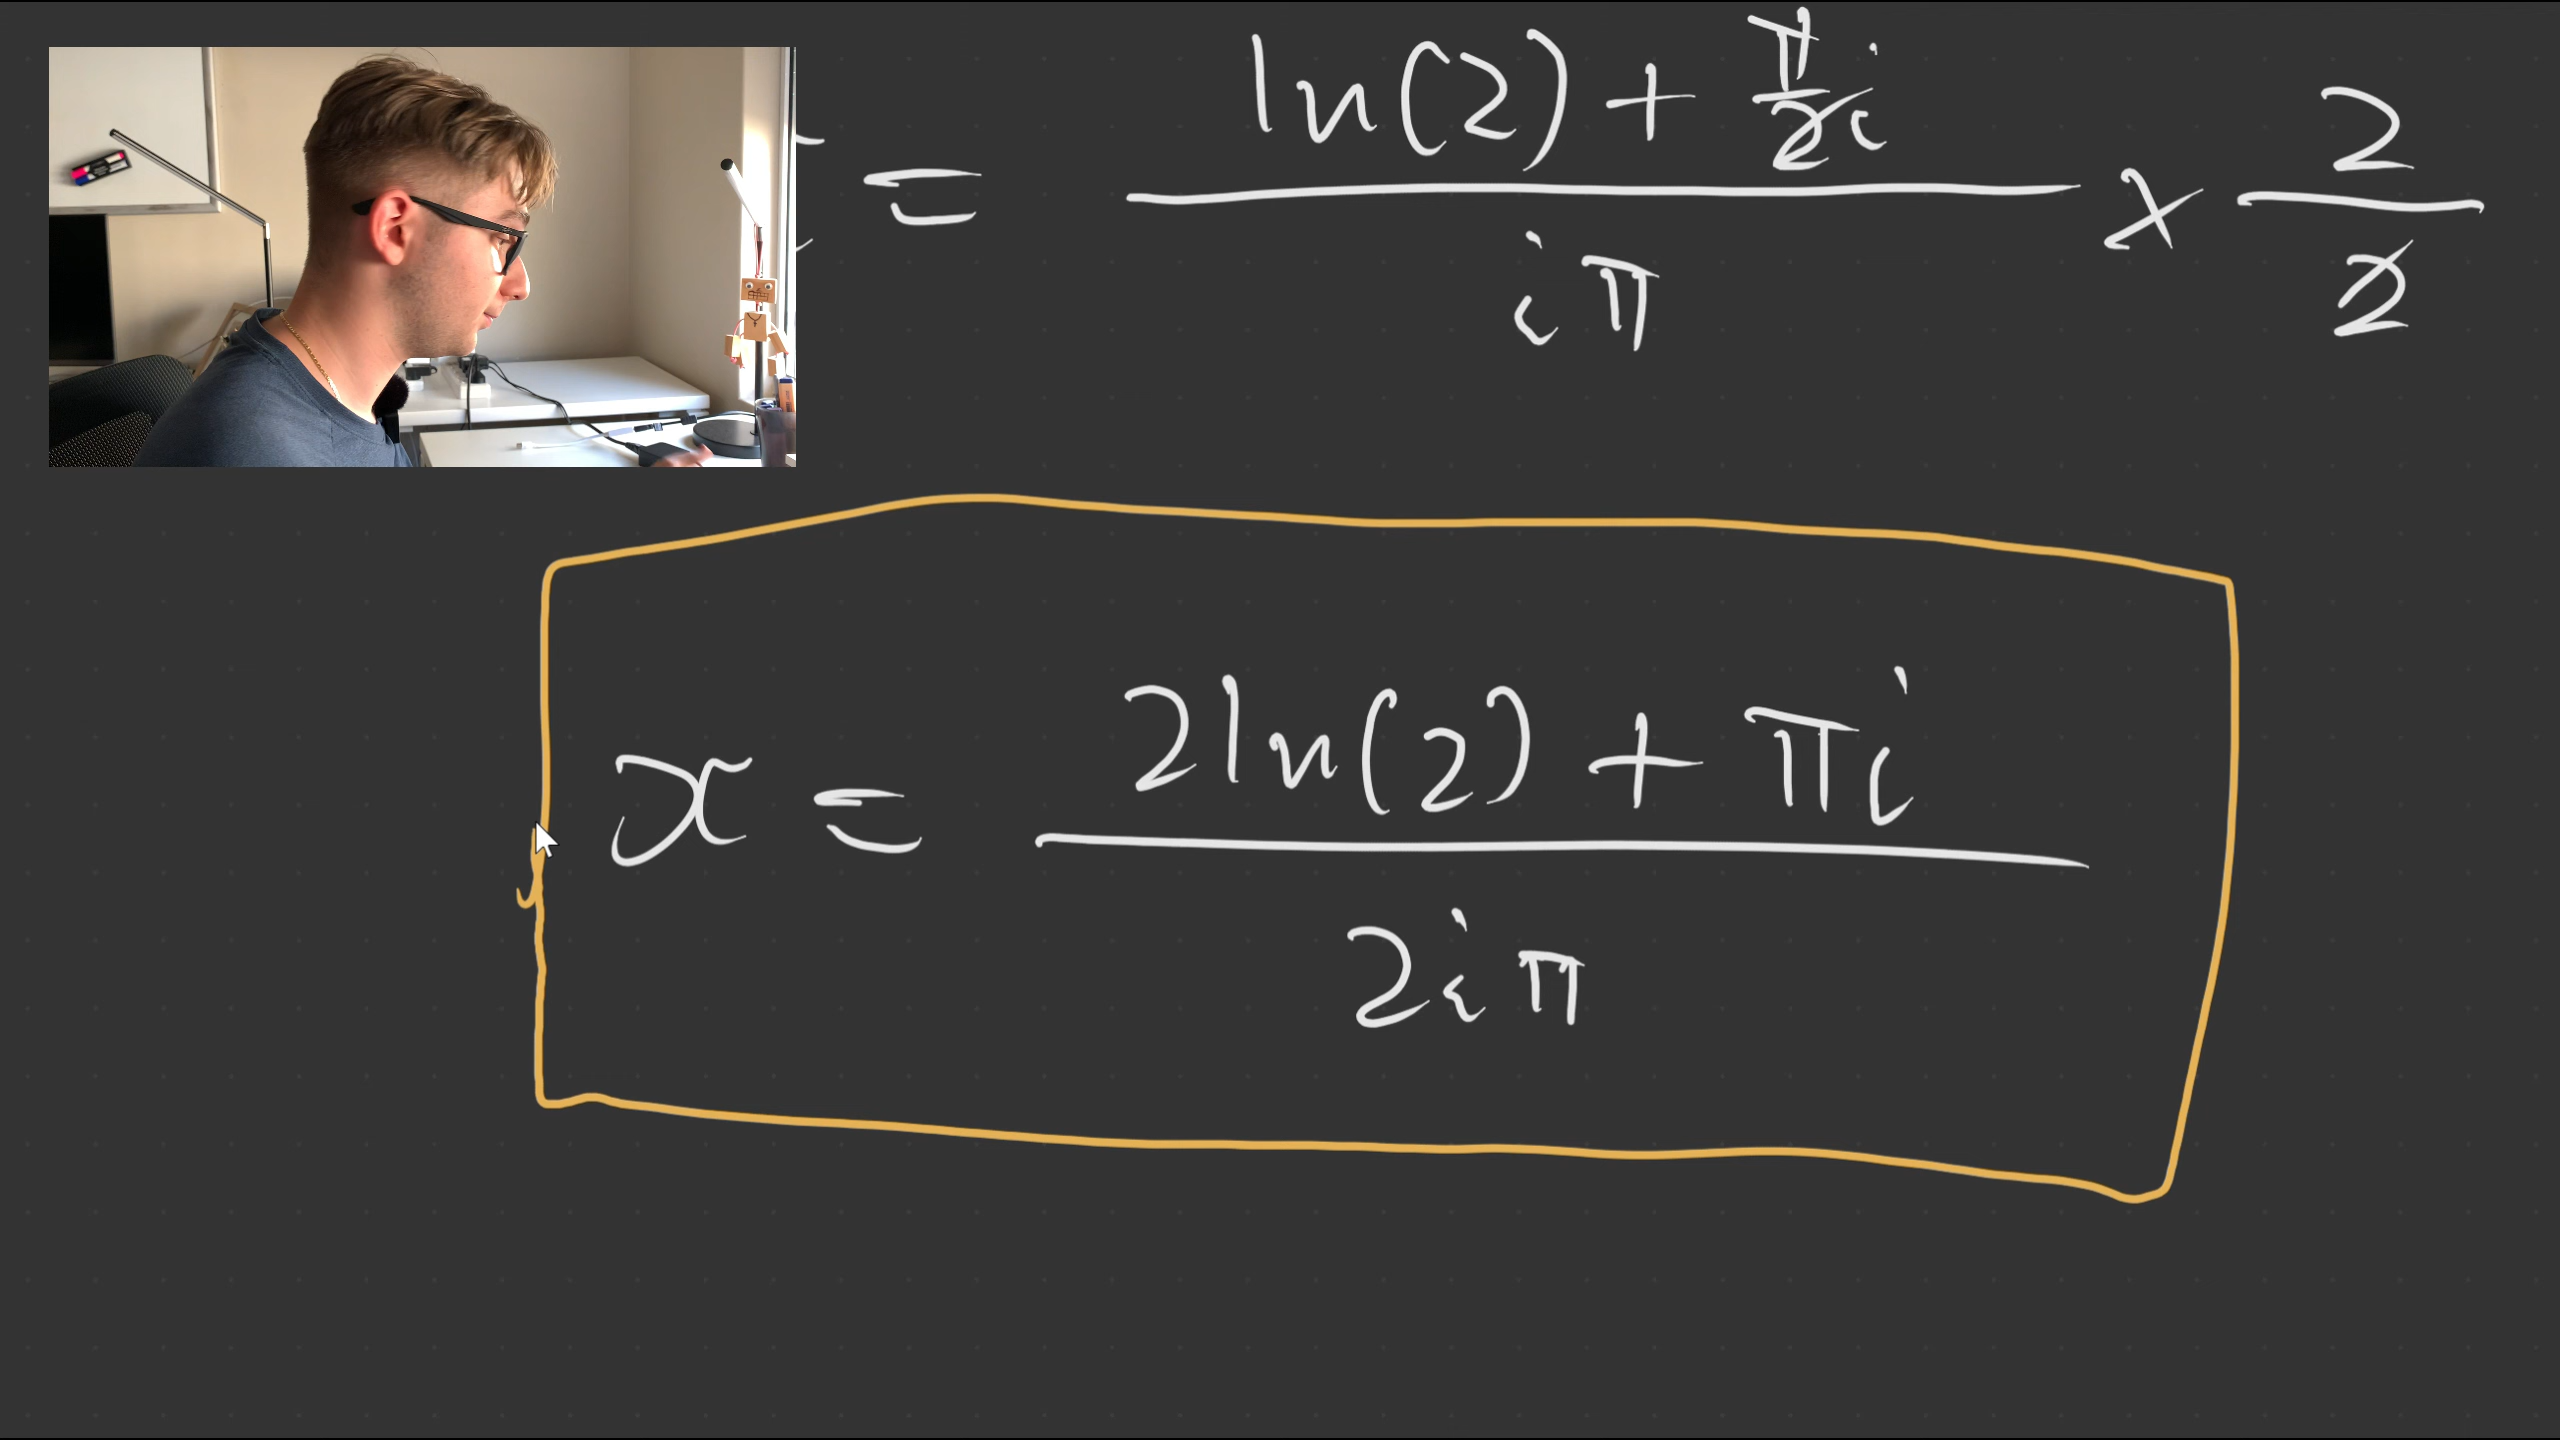 = (ln(2) + π/2 i) / (iπ) × 2/2
x = (2ln(2) + πi) / (2iπ)